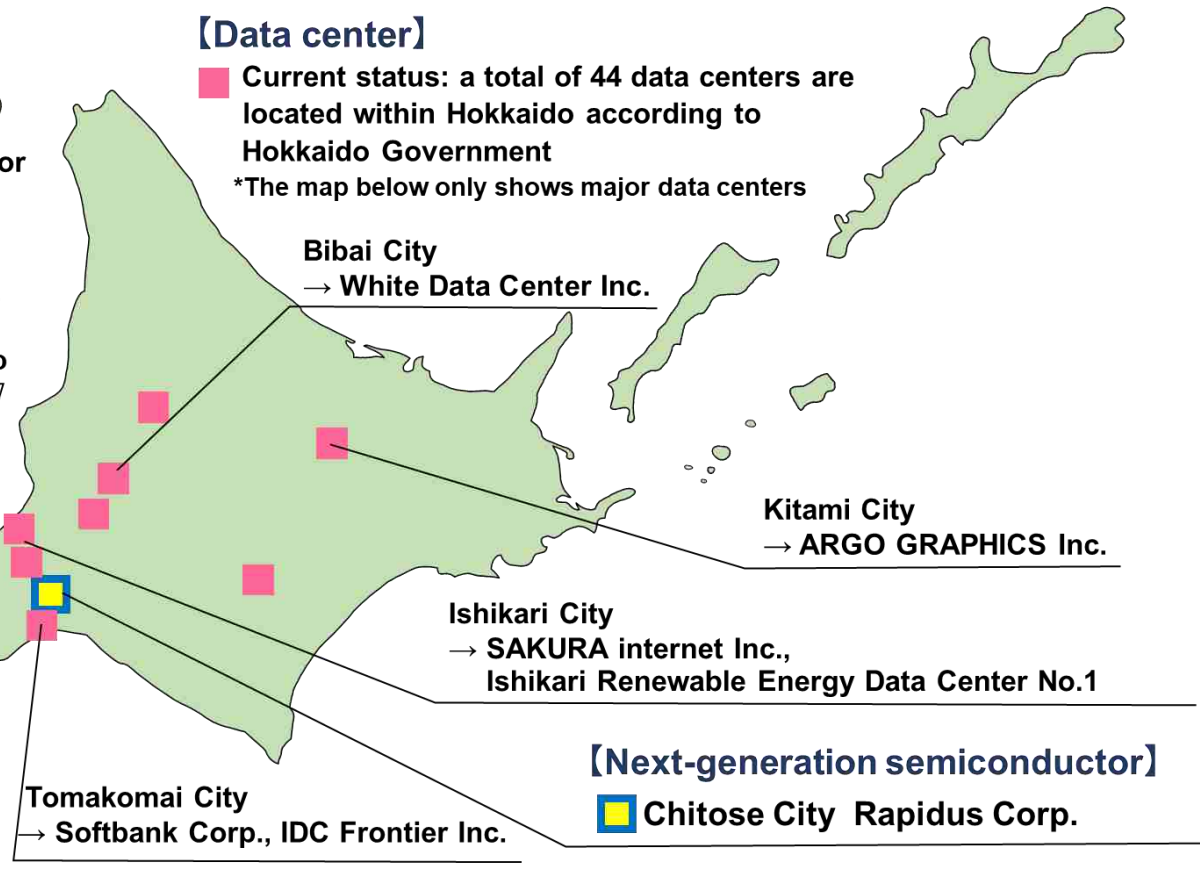 【Data center】
Current status: a total of 44 data centers are
located within Hokkaido according to
Hokkaido Government
*The map below only shows major data centers
or
Bibai City
→ White Data Center Inc.
Kitami City
→ ARGO GRAPHICS Inc.
Ishikari City
→ SAKURA internet Inc.,
Ishikari Renewable Energy Data Center No.1
【Next-generation semiconductor】
Chitose City Rapidus Corp.
Tomakomai City
→ Softbank Corp., IDC Frontier Inc.